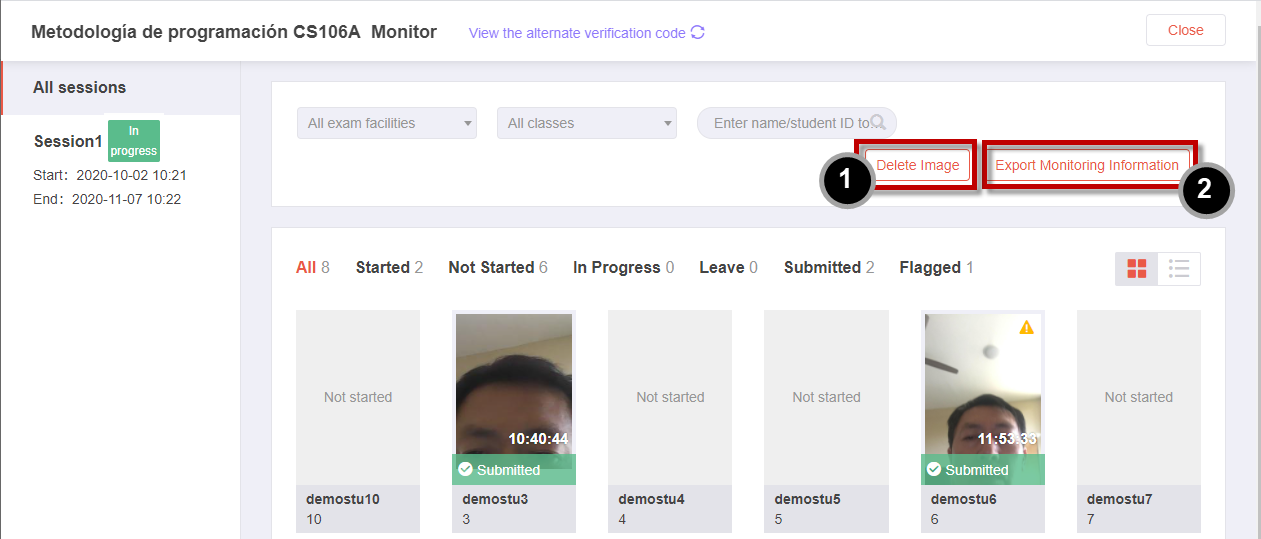 Metodología de programación CS106A Monitor
View the alternate verification code
Close
All sessions
Session1
In progress
Start: 2020-10-02 10:21
End: 2020-11-07 10:22
All exam facilities
All classes
Enter name/student ID to...
Delete Image
Export Monitoring Information
1
2
All 8 Started 2 Not Started 6 In Progress 0 Leave 0 Submitted 2 Flagged 1
Not started
demostu10
10
10:40:44
Submitted
demostu3
3
Not started
demostu4
4
Not started
demostu5
5
11:53:33
Submitted
demostu6
6
Not started
demostu7
7